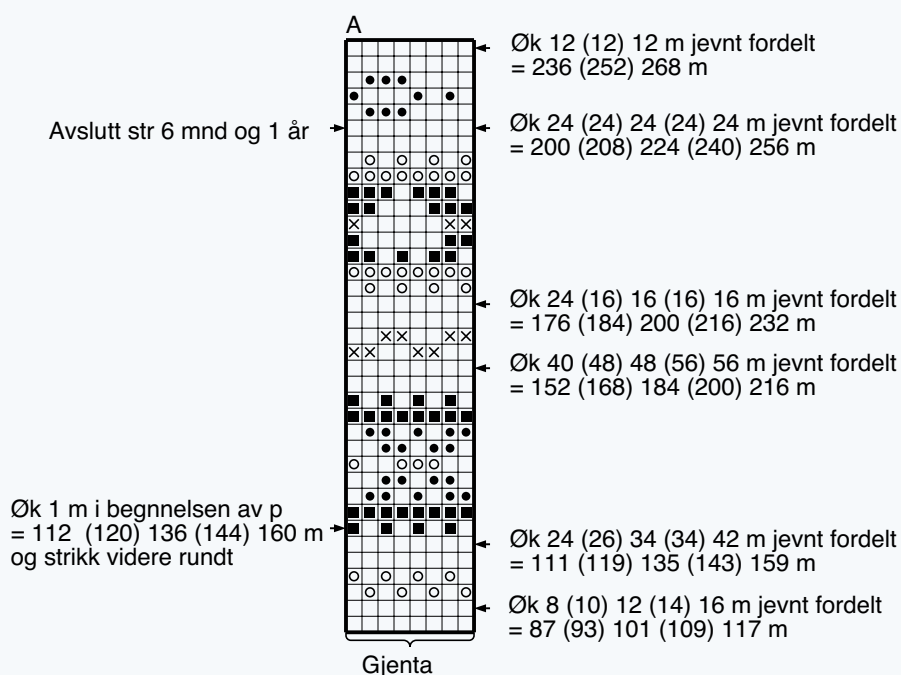 A
Øk 12 (12) 12 m jevnt fordelt
= 236 (252) 268 m
Avslutt str 6 mnd og 1 år
Øk 24 (24) 24 (24) 24 m jevnt fordelt
= 200 (208) 224 (240) 256 m
Øk 24 (16) 16 (16) 16 m jevnt fordelt
= 176 (184) 200 (216) 232 m
Øk 40 (48) 48 (56) 56 m jevnt fordelt
= 152 (168) 184 (200) 216 m
Øk 1 m i begnnelsen av p
= 112 (120) 136 (144) 160 m
og strikk videre rundt
Øk 24 (26) 34 (34) 42 m jevnt fordelt
= 111 (119) 135 (143) 159 m
Øk 8 (10) 12 (14) 16 m jevnt fordelt
= 87 (93) 101 (109) 117 m
Gjenta